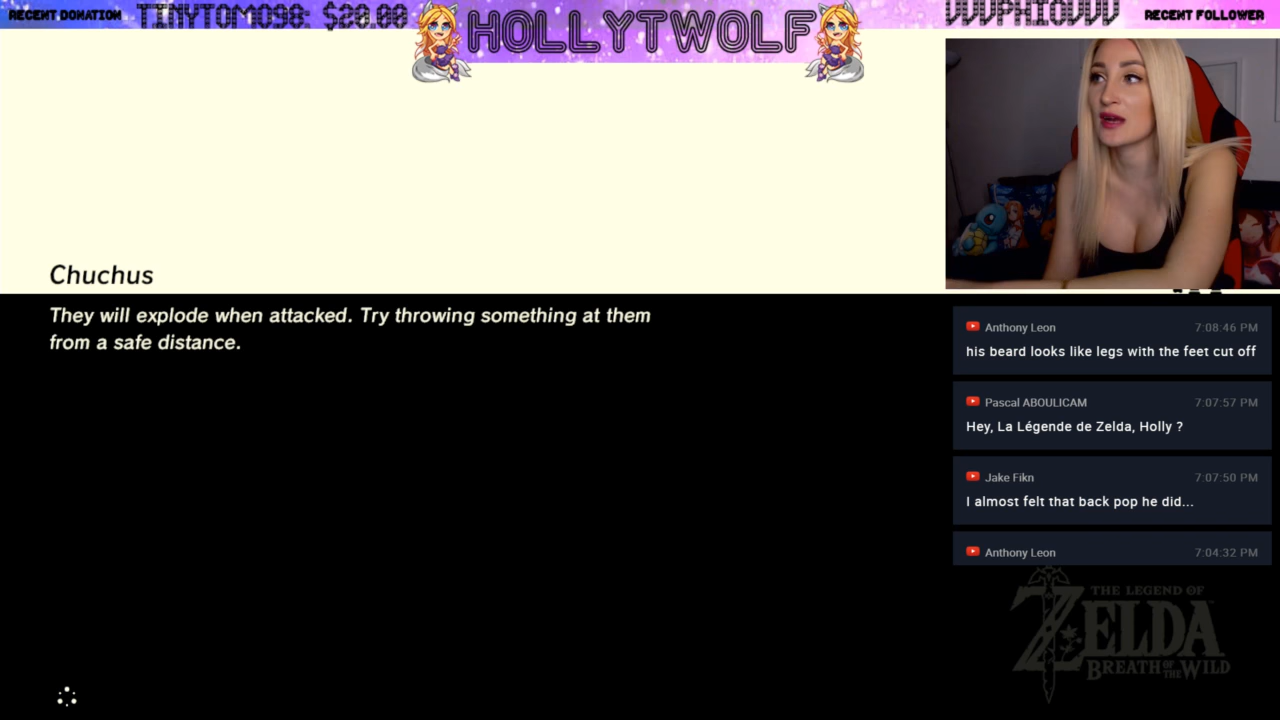 RECENT DONATION
TINYTOMO98: $20.00
HOLLYTWOLF
VVVPHIOVVV
RECENT FOLLOWER
Chuchus
They will explode when attacked. Try throwing something at them
from a safe distance.
Anthony Leon
7:08:46 PM
his beard looks like legs with the feet cut off
Pascal ABOULICAM
7:07:57 PM
Hey, La Légende de Zelda, Holly ?
Jake Fikn
7:07:50 PM
I almost felt that back pop he did...
Anthony Leon
7:04:32 PM
THE LEGEND OF
ZELDA
BREATH OF THE WILD